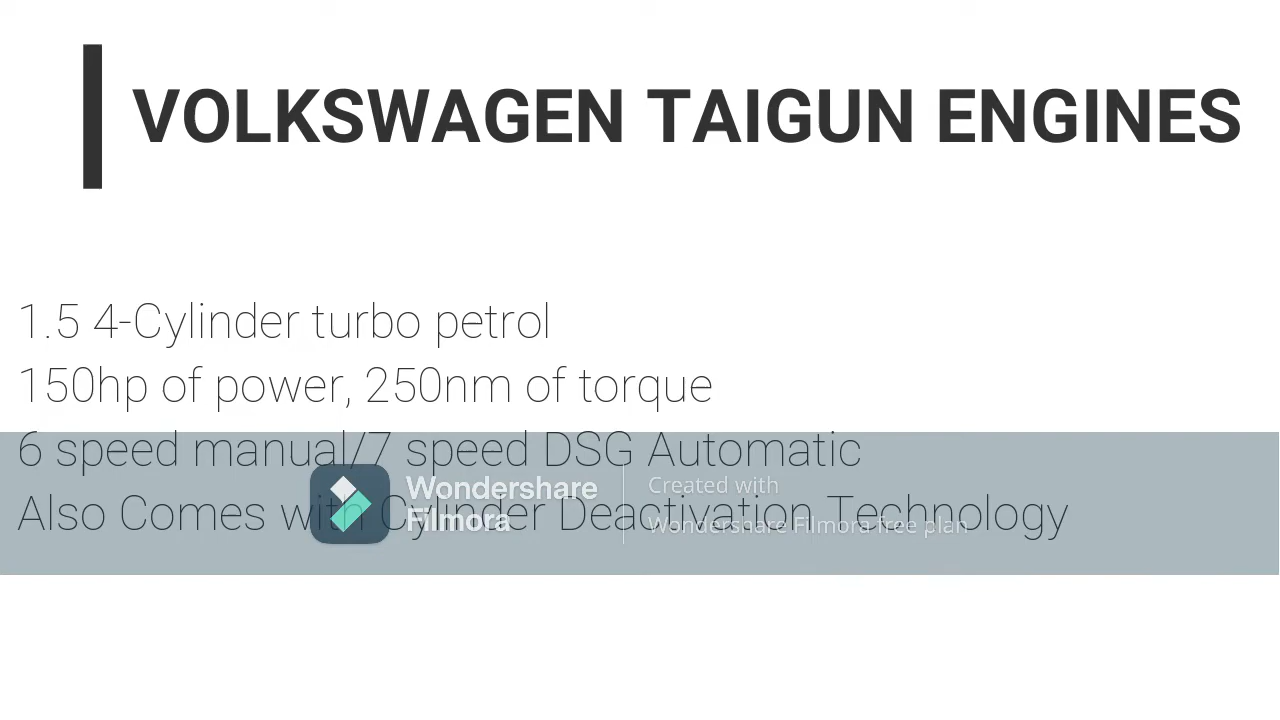 VOLKSWAGEN TAIGUN ENGINES
1.5 4-Cylinder turbo petrol
150hp of power, 250nm of torque
6 speed manual/7 speed DSG Automatic
Also Comes with Cylinder Deactivation Technology
Wondershare
Filmora
Created with
Wondershare Filmora free plan